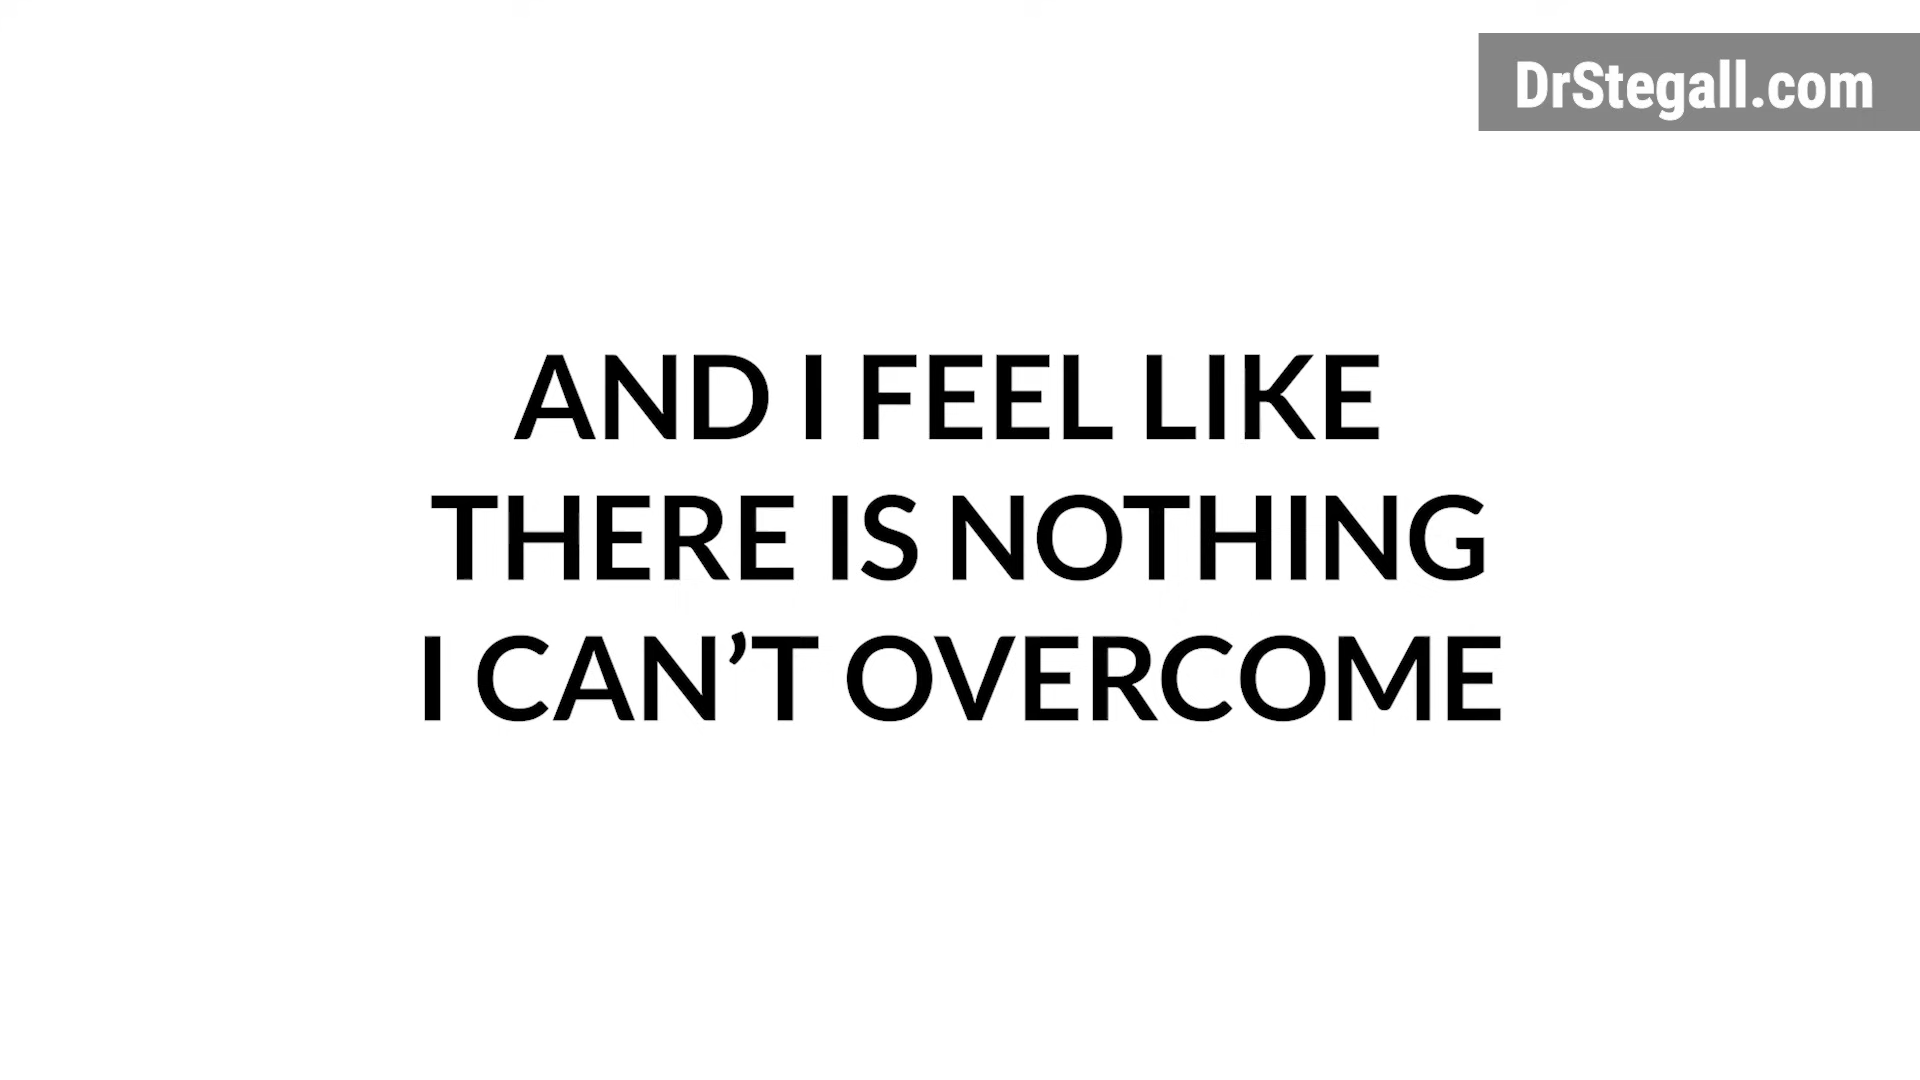 DrStegall.com
AND I FEEL LIKE
THERE IS NOTHING
I CAN’T OVERCOME